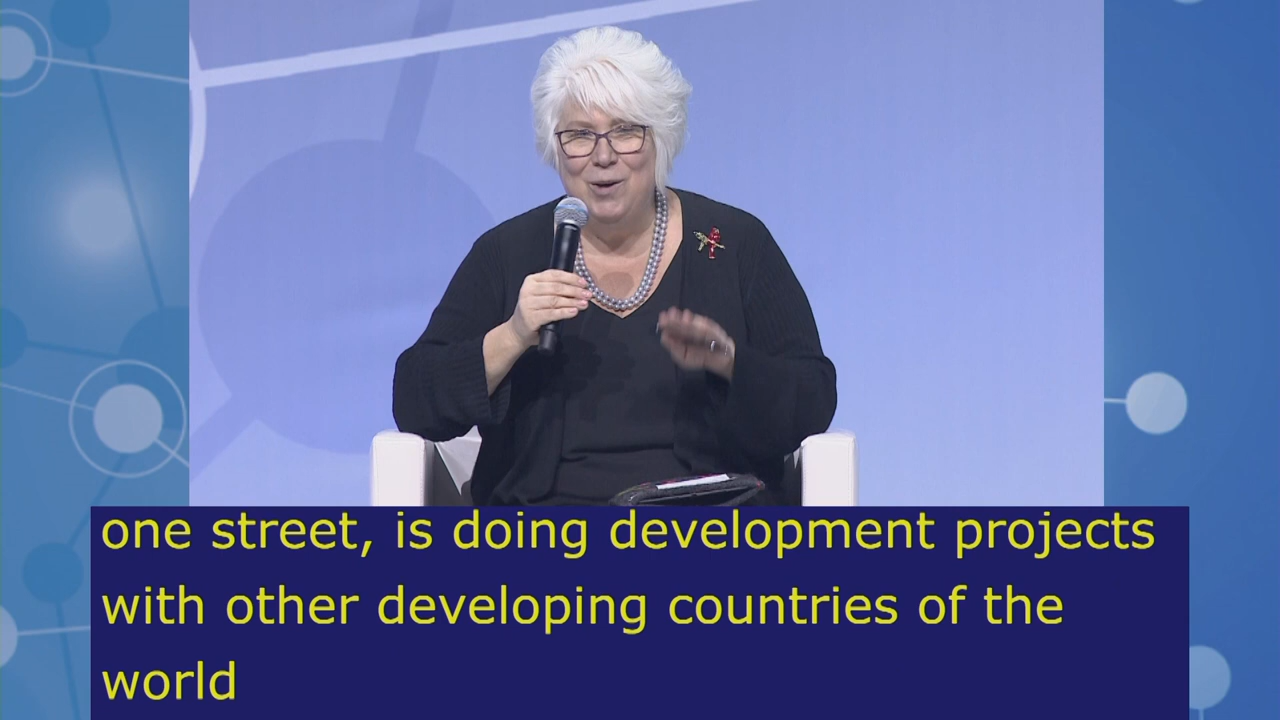 one street, is doing development projects
with other developing countries of the
world